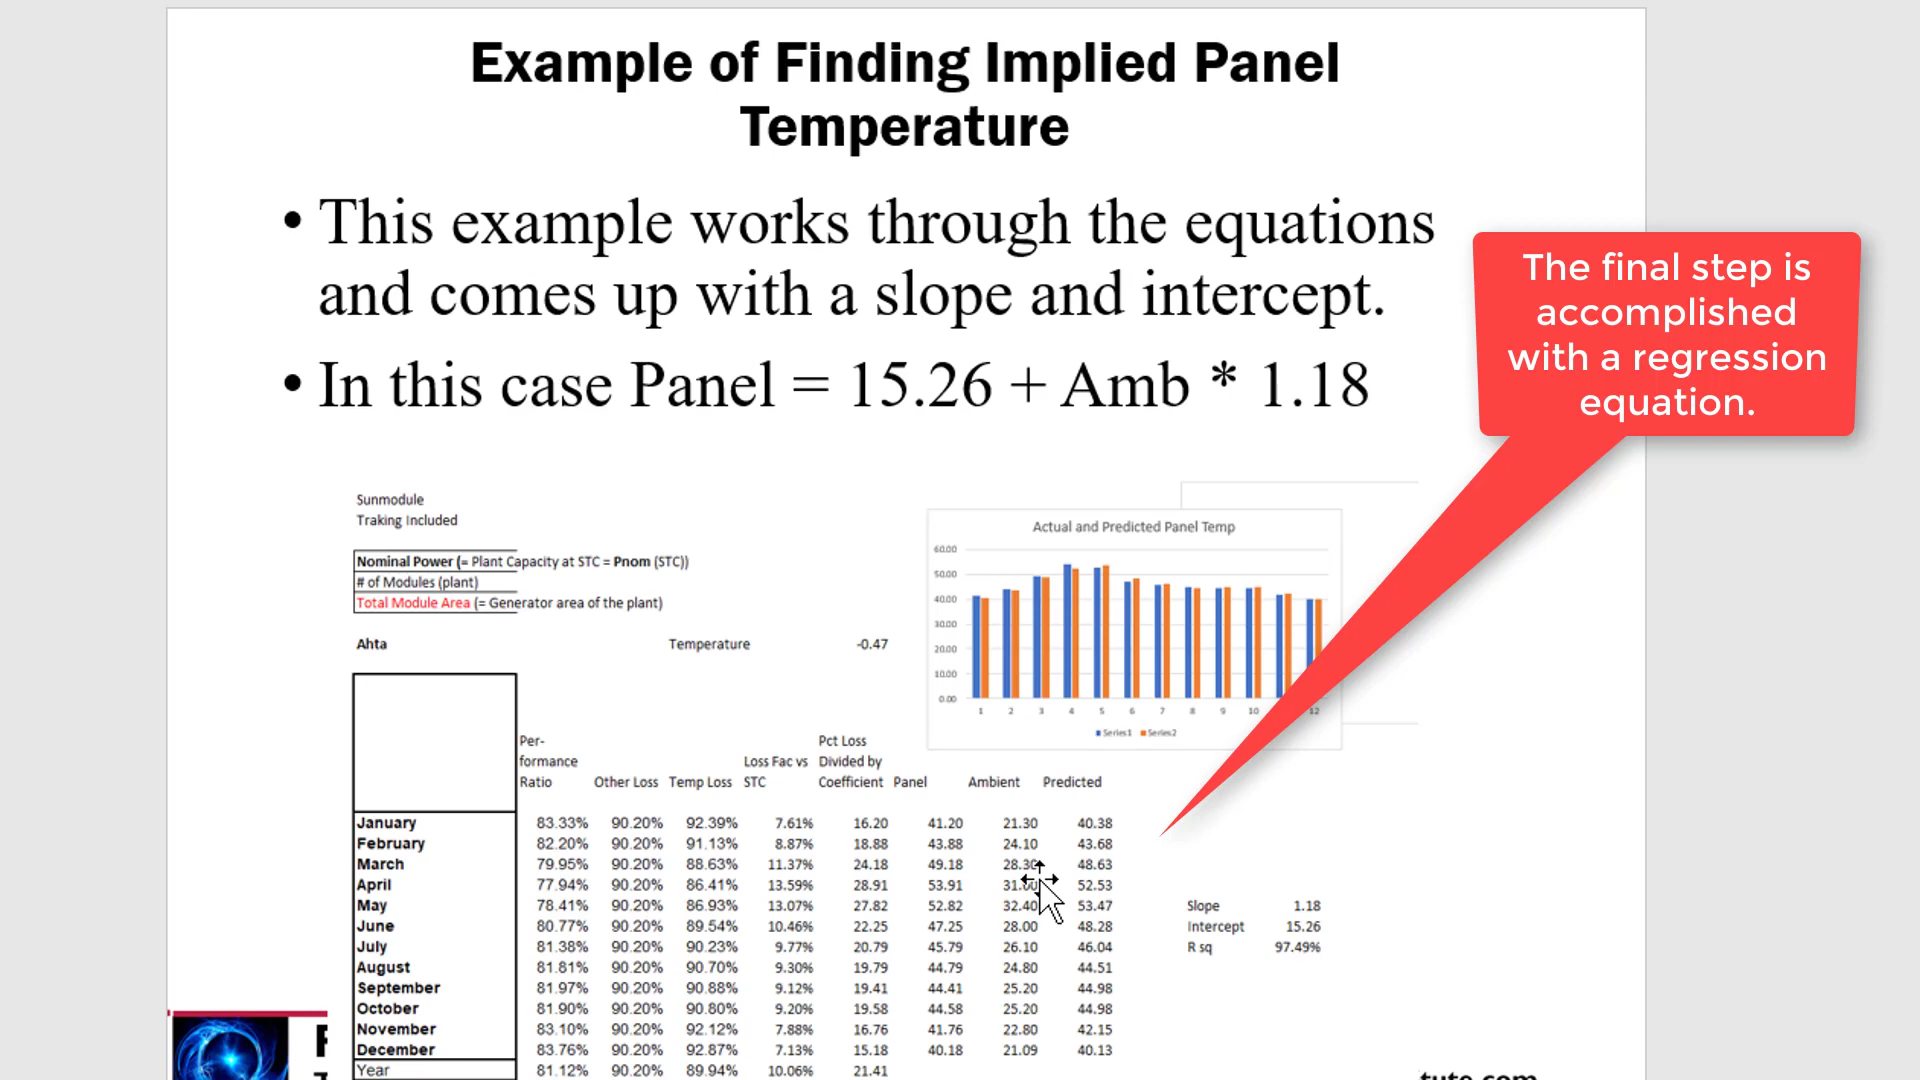 Example of Finding Implied Panel
Temperature
• This example works through the equations
and comes up with a slope and intercept.
• In this case Panel = 15.26 + Amb * 1.18
The final step is
accomplished
with a regression
equation.
Sunmodule
Traking Included
Nominal Power (= Plant Capacity at STC = Pnom (STC))
# of Modules (plant)
Total Module Area (= Generator area of the plant)
Ahta Temperature -0.47
Actual and Predicted Panel Temp
60.00
50.00
40.00
30.00
20.00
10.00
0.00
1 2 3 4 5 6 7 8 9 10 12
Series1 Series2
Per- Pct Loss
formance Loss Fac vs Divided by
Ratio Other Loss Temp Loss STC Coefficient Panel Ambient Predicted
January 83.33% 90.20% 92.39% 7.61% 16.20 41.20 21.30 40.38
February 82.20% 90.20% 91.13% 8.87% 18.88 43.88 24.10 43.68
March 79.95% 90.20% 88.63% 11.37% 24.18 49.18 28.30 48.63
April 77.94% 90.20% 86.41% 13.59% 28.91 53.91 31.60 52.53
May 78.41% 90.20% 86.93% 13.07% 27.82 52.82 32.40 53.47 Slope 1.18
June 80.77% 90.20% 89.54% 10.46% 22.25 47.25 28.00 48.28 Intercept 15.26
July 81.38% 90.20% 90.23% 9.77% 20.79 45.79 26.10 46.04 R sq 97.49%
August 81.81% 90.20% 90.70% 9.30% 19.79 44.79 24.80 44.51
September 81.97% 90.20% 90.88% 9.12% 19.41 44.41 25.20 44.98
October 81.90% 90.20% 90.80% 9.20% 19.58 44.58 25.20 44.98
November 83.10% 90.20% 92.12% 7.88% 16.76 41.76 22.80 42.15
December 83.76% 90.20% 92.87% 7.13% 15.18 40.18 21.09 40.13
Year 81.12% 90.20% 89.94% 10.06% 21.41